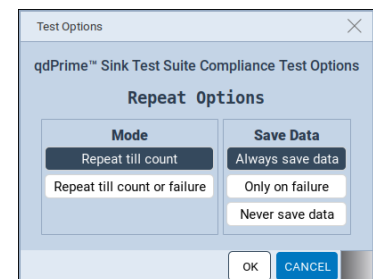 Test Options
qdPrime™ Sink Test Suite Compliance Test Options
Repeat Options
Mode
Repeat till count
Repeat till count or failure
Save Data
Always save data
Only on failure
Never save data
OK
CANCEL